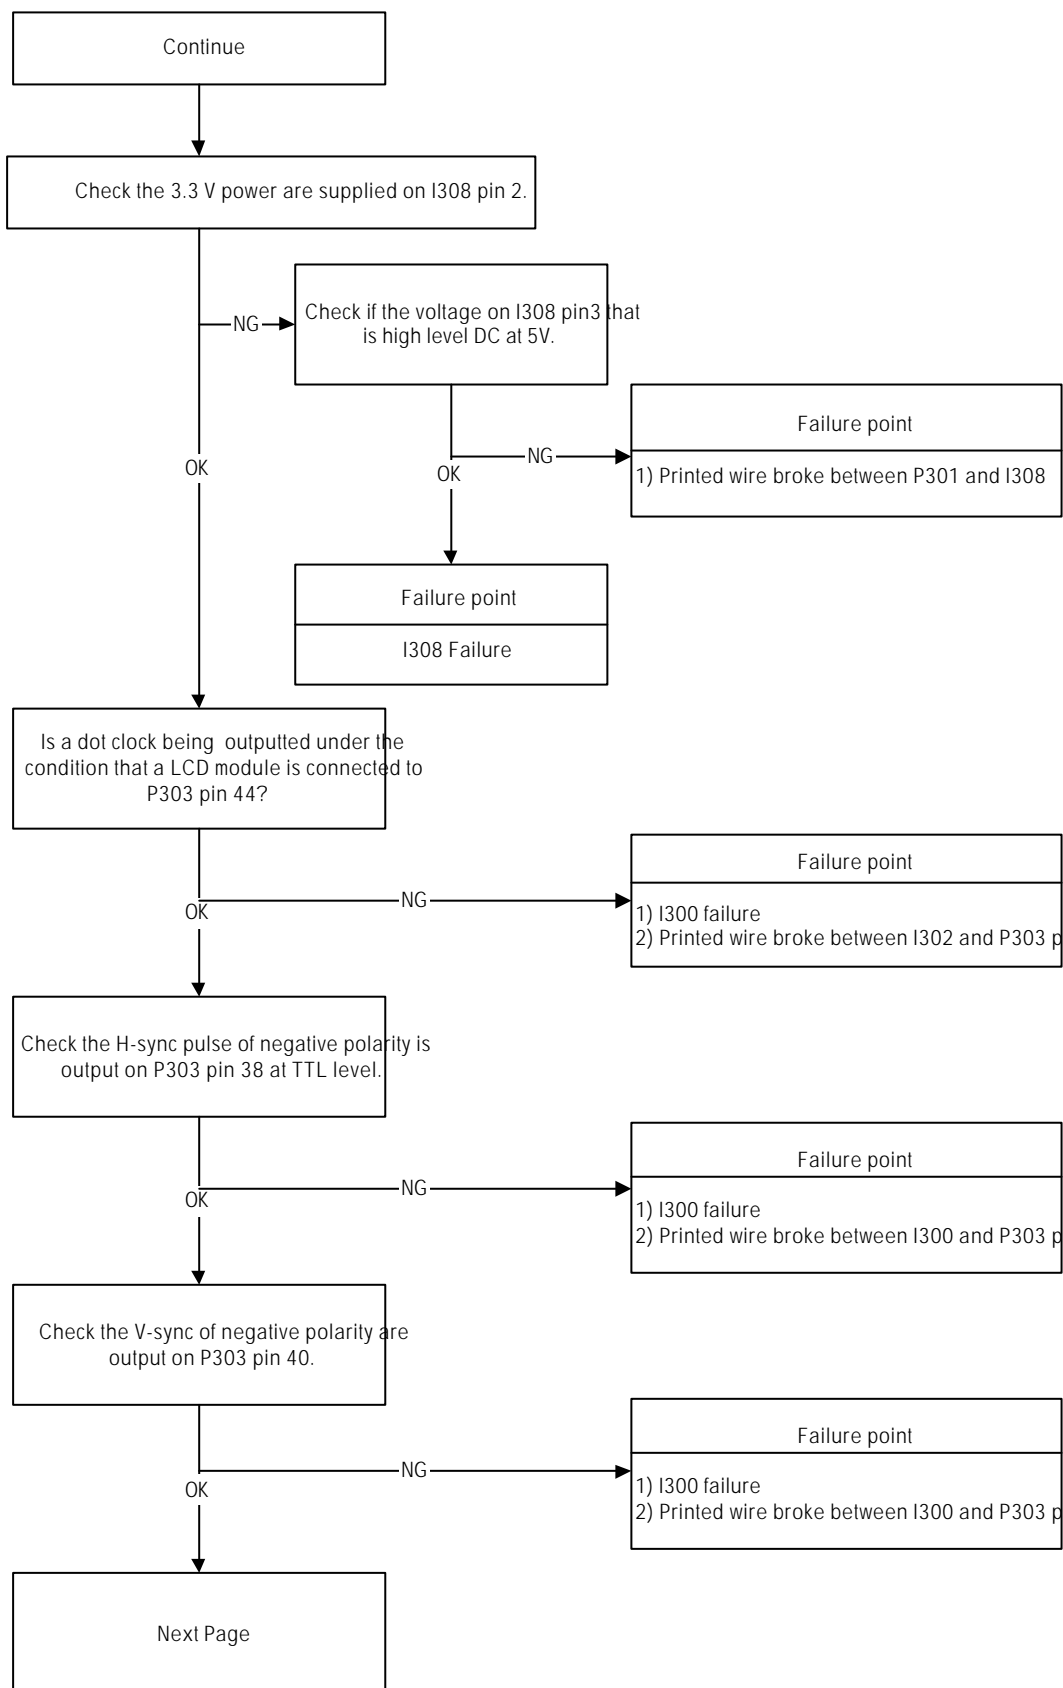 Continue
Check the 3.3 V power are supplied on I308 pin 2.
Check if the voltage on I308 pin3 that
is high level DC at 5V.
NG
Failure point
1) Printed wire broke between P301 and I308
NG
OK
OK
Failure point
I308 Failure
Is a dot clock being outputted under the
condition that a LCD module is connected to
P303 pin 44?
Failure point
1) I300 failure
2) Printed wire broke between I302 and P303 p
NG
OK
Check the H-sync pulse of negative polarity is
output on P303 pin 38 at TTL level.
Failure point
1) I300 failure
2) Printed wire broke between I300 and P303 p
NG
OK
Check the V-sync of negative polarity are
output on P303 pin 40.
Failure point
1) I300 failure
2) Printed wire broke between I300 and P303 p
NG
OK
Next Page